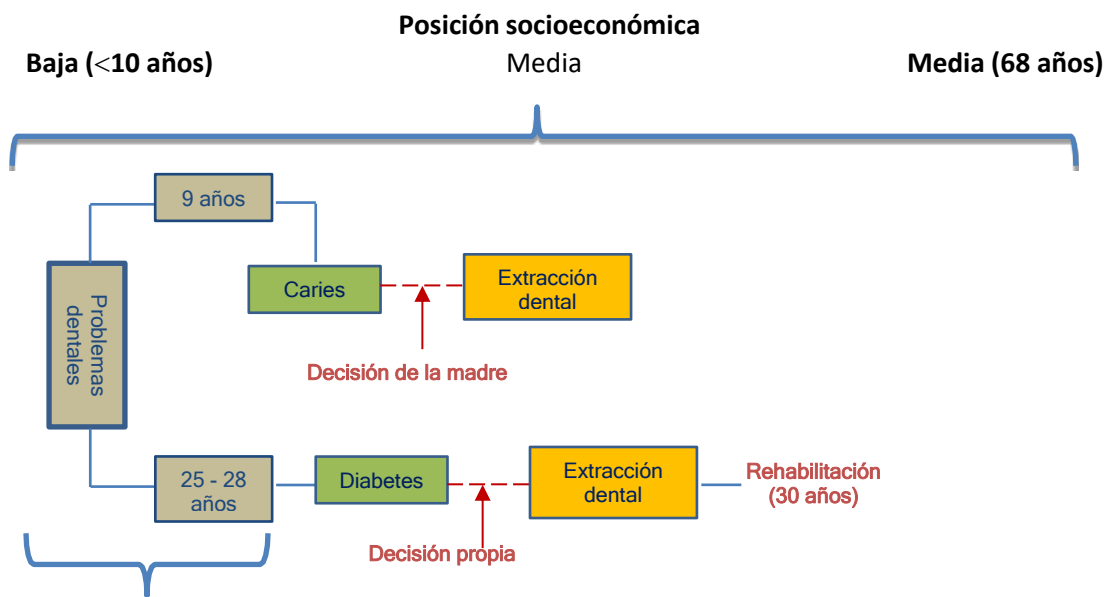 Posición socioeconómica
Baja (<10 años)
Media
Media (68 años)
9 años
Caries
Extracción
dental
Problemas
dentales
Decisión de la madre
25 - 28
años
Diabetes
Extracción
dental
Rehabilitación
(30 años)
Decisión propia